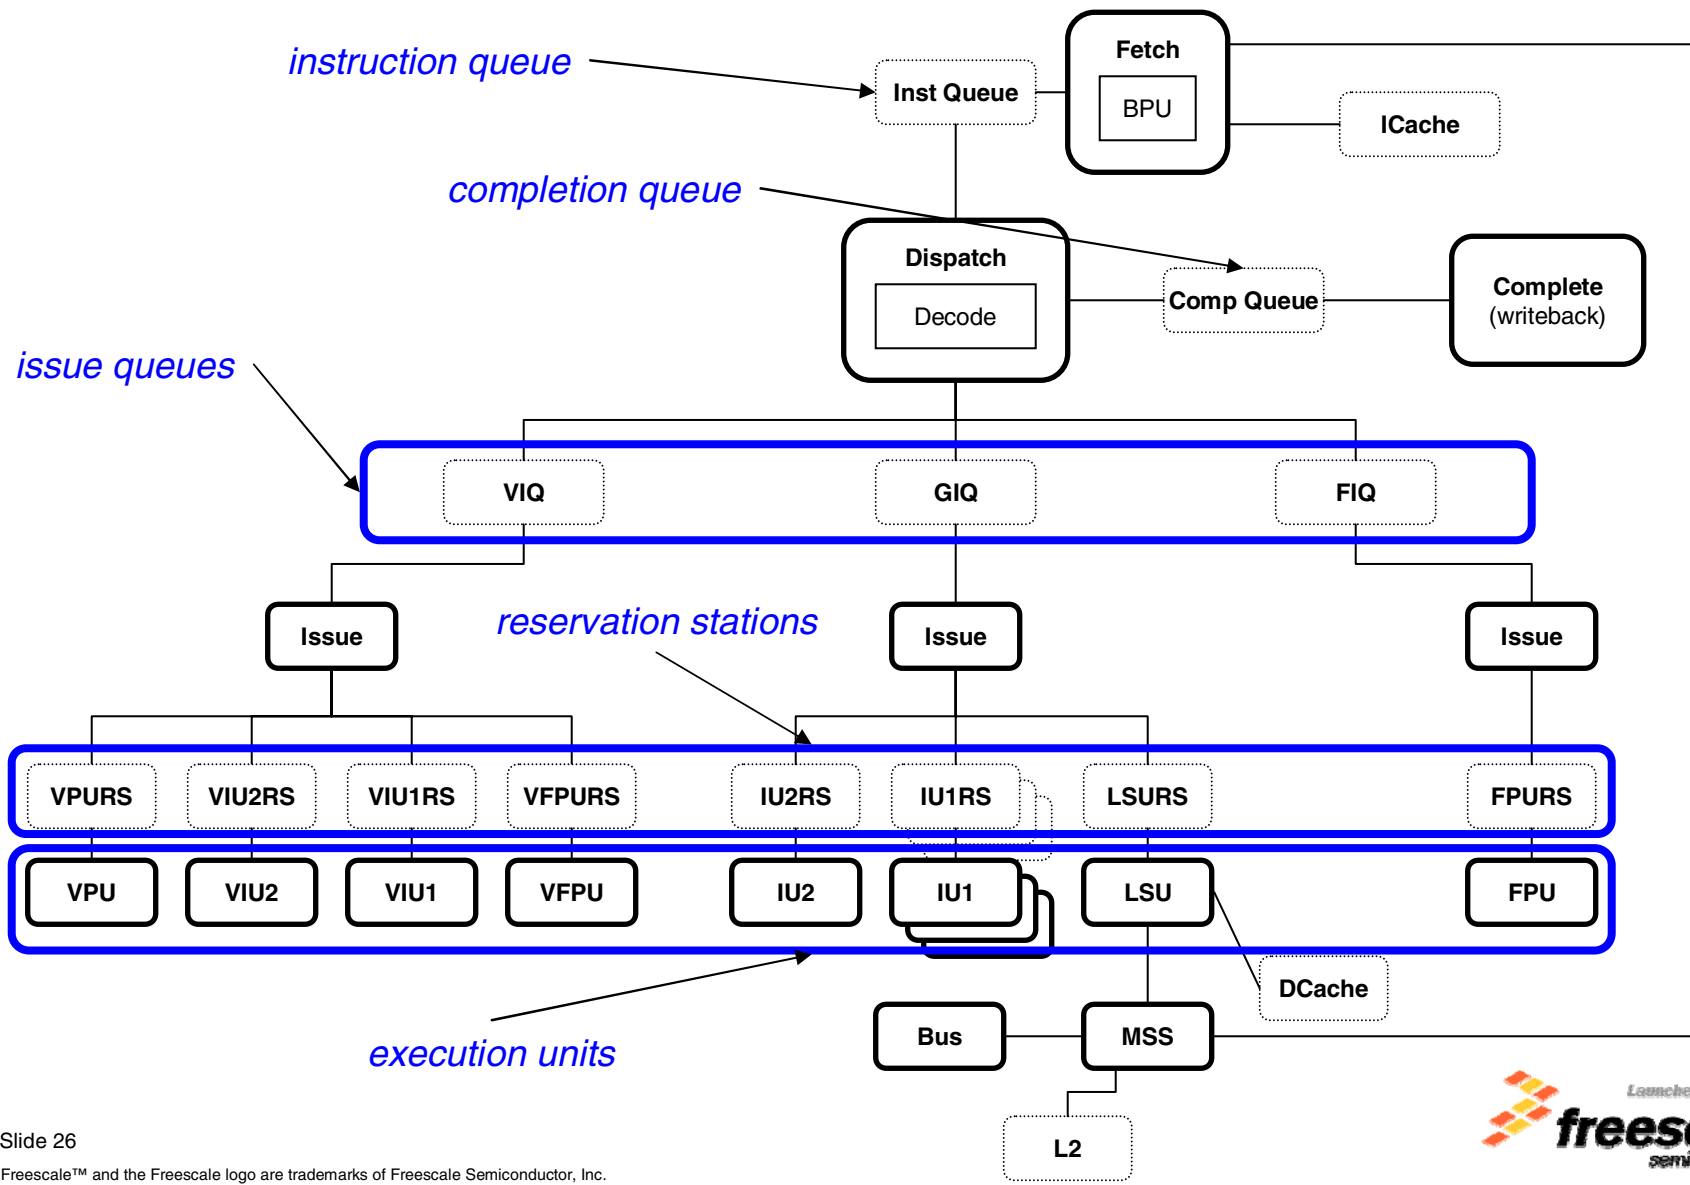 instruction queue
Fetch
Inst Queue
BPU
ICache
completion queue
Dispatch
Decode
Comp Queue
Complete
(writeback)
issue queues
VIQ
GIQ
FIQ
Issue
reservation stations
Issue
Issue
VPURS
VIU2RS
VIU1RS
VFPURS
IU2RS
IU1RS
LSURS
FPURS
VPU
VIU2
VIU1
VFPU
IU2
IU1
LSU
FPU
DCache
execution units
Bus
MSS
L2
Slide 26
Freescale™ and the Freescale logo are trademarks of Freescale Semiconductor, Inc.